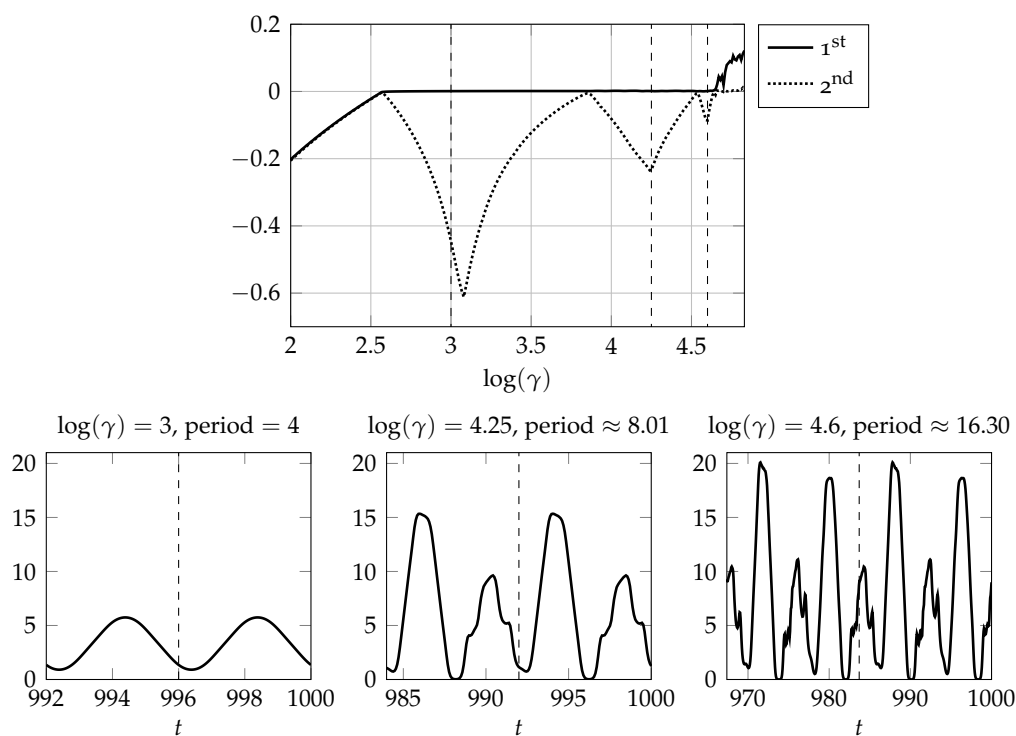 0.2
0
−0.2
−0.4
−0.6
2 2.5 3 3.5 4 4.5
log(γ)
1st
2nd
log(γ) = 3, period = 4
20
15
10
5
0
992 994 996 998 1000
t
log(γ) = 4.25, period ≈ 8.01
20
15
10
5
0
985 990 995 1000
t
log(γ) = 4.6, period ≈ 16.30
20
15
10
5
0
970 980 990 1000
t